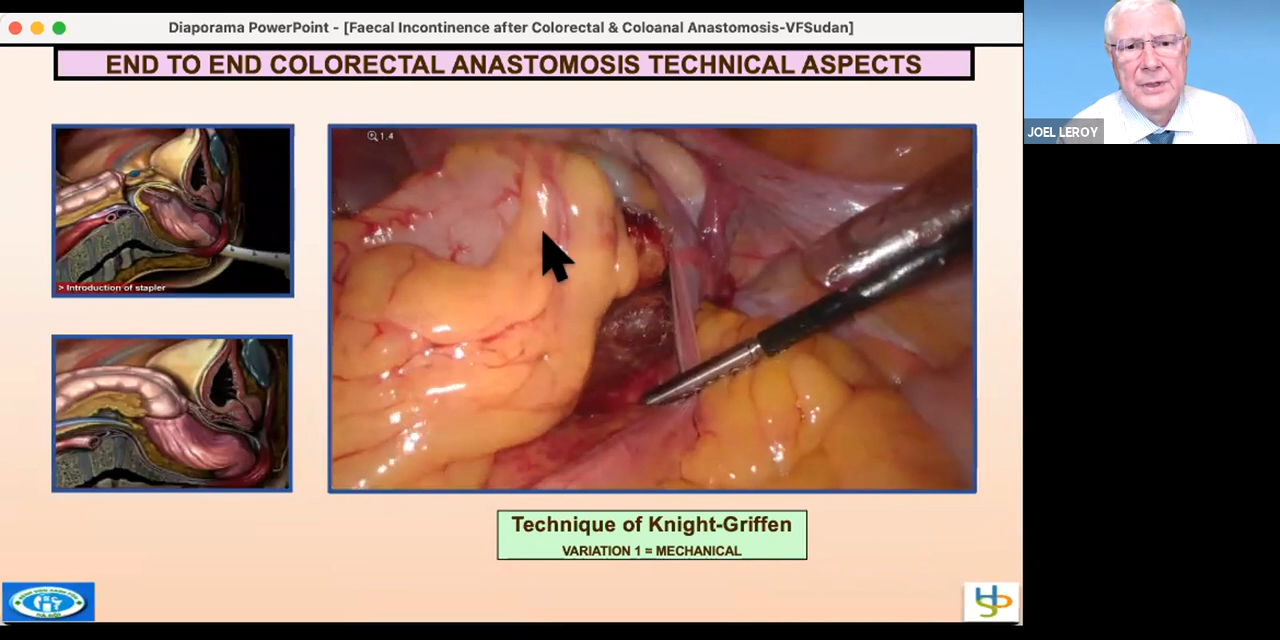 Diaporama PowerPoint - [Faecal Incontinence after Colorectal & Coloanal Anastomosis-VFSudan]
END TO END COLORECTAL ANASTOMOSIS TECHNICAL ASPECTS
JOEL LEROY
1.4
> Introduction of stapler
Technique of Knight-Griffen
VARIATION 1 = MECHANICAL